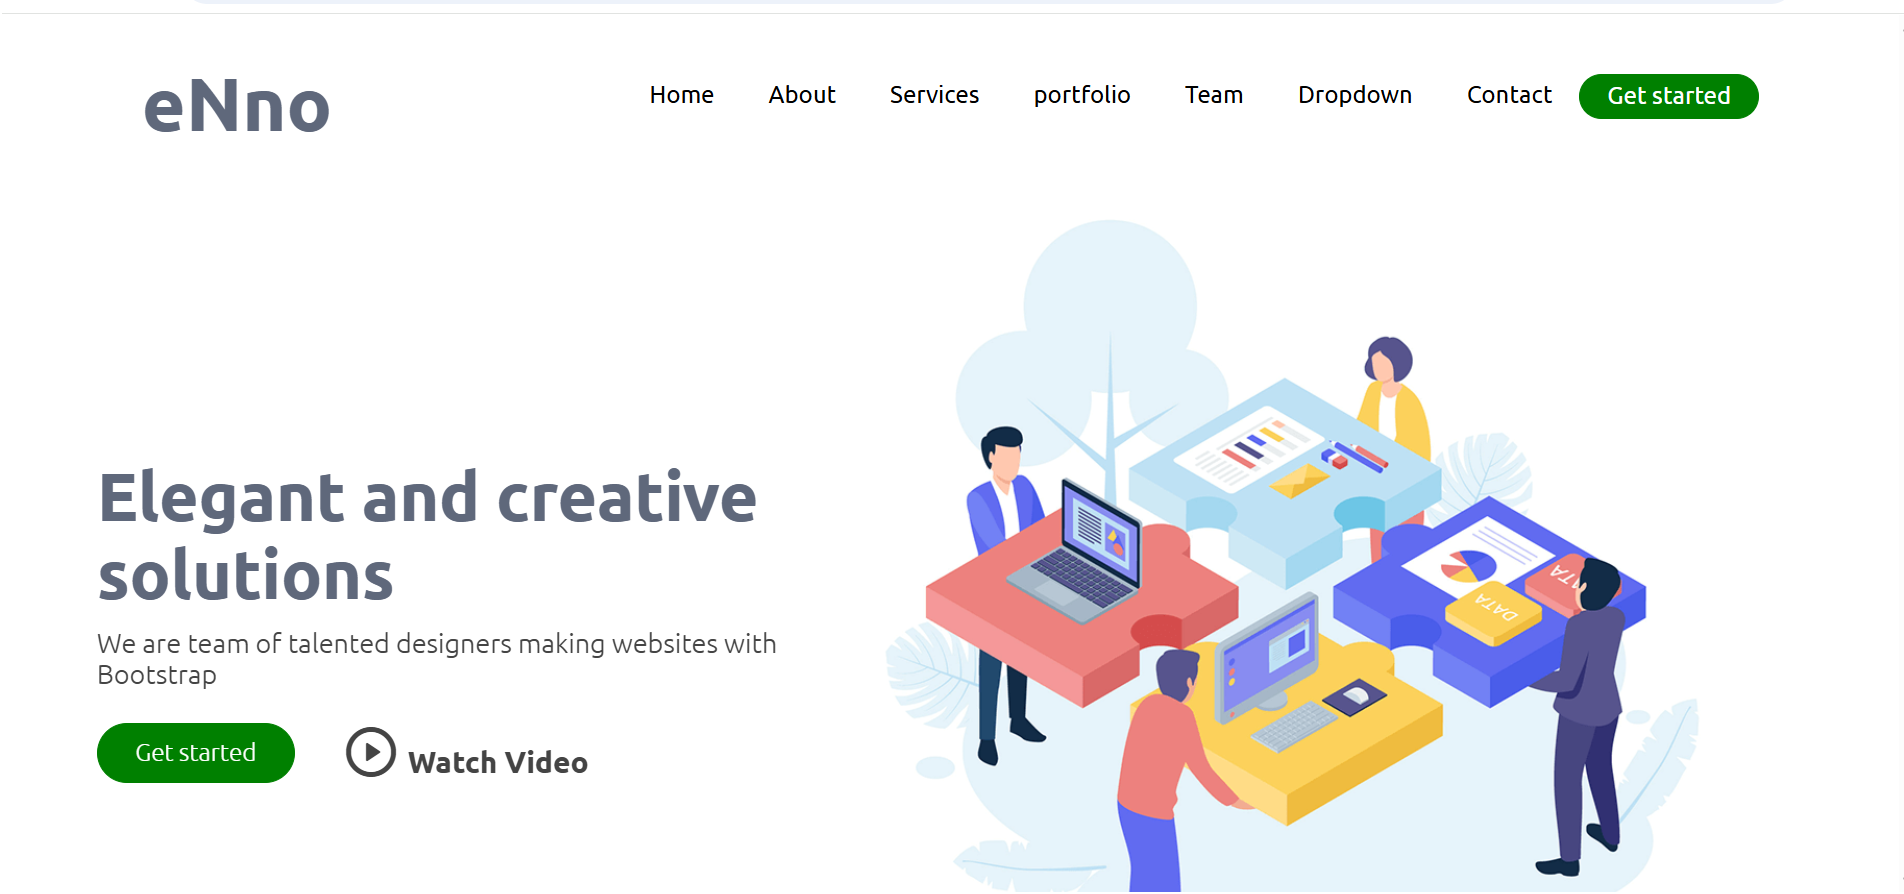 eNno
Home About Services portfolio Team Dropdown Contact Get started
Elegant and creative
solutions
We are team of talented designers making websites with
Bootstrap
Get started
Watch Video
DATA
DATA